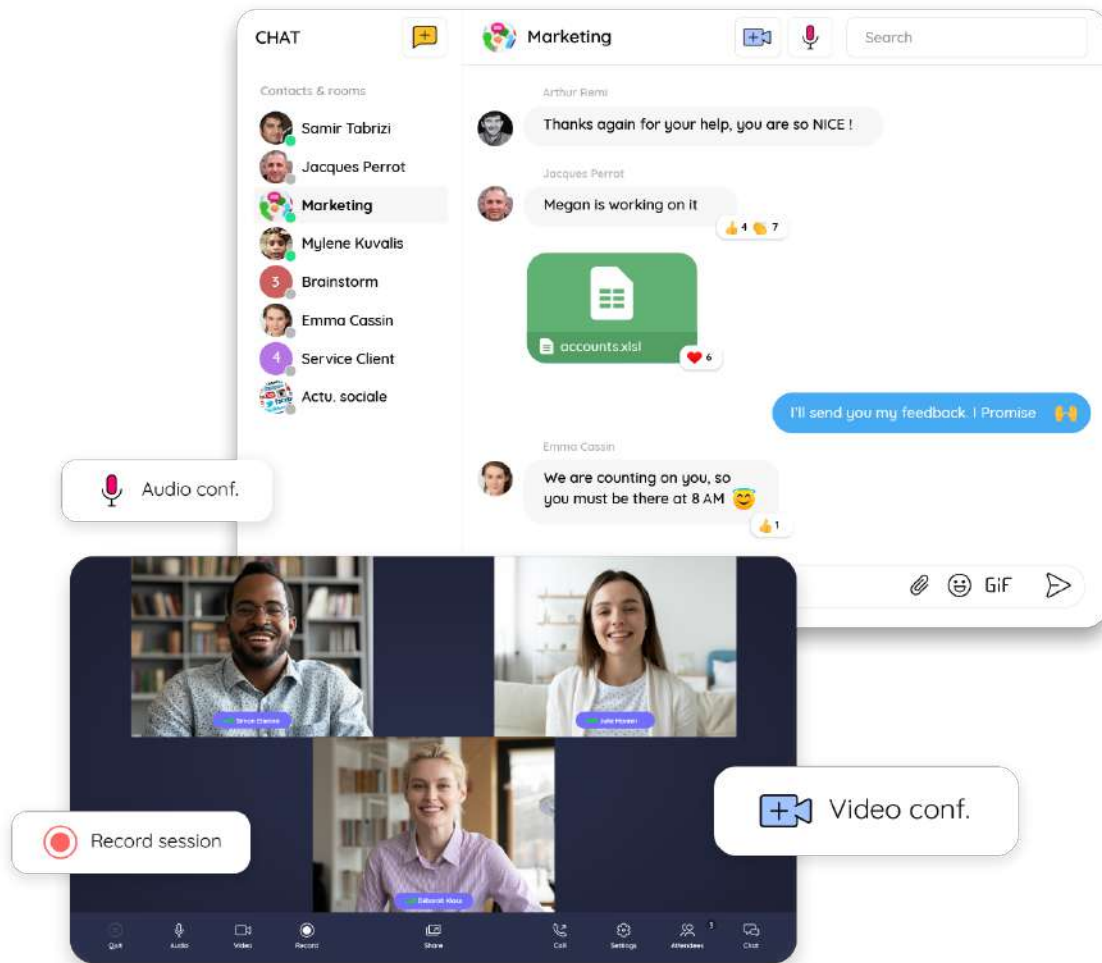 CHAT
Marketing
Search
Contacts & rooms
Samir Tabrizi
Jacques Perrot
Marketing
Mylene Kuvalis
3
Brainstorm
Emma Cassin
4
Service Client
Actu. sociale
Arthur Remi
Thanks again for your help, you are so NICE !
Jacques Perrot
Megan is working on it
4 7
accounts.xlsl
6
I'll send you my feedback. I Promise
Emma Cassin
We are counting on you, so
you must be there at 8 AM
1
GiF
Audio conf.
Simon
Julie
Video conf.
Record session
Déborah
Quit
Audio
Video
Record
Share
Call
Settings
3
Attendees
Chat